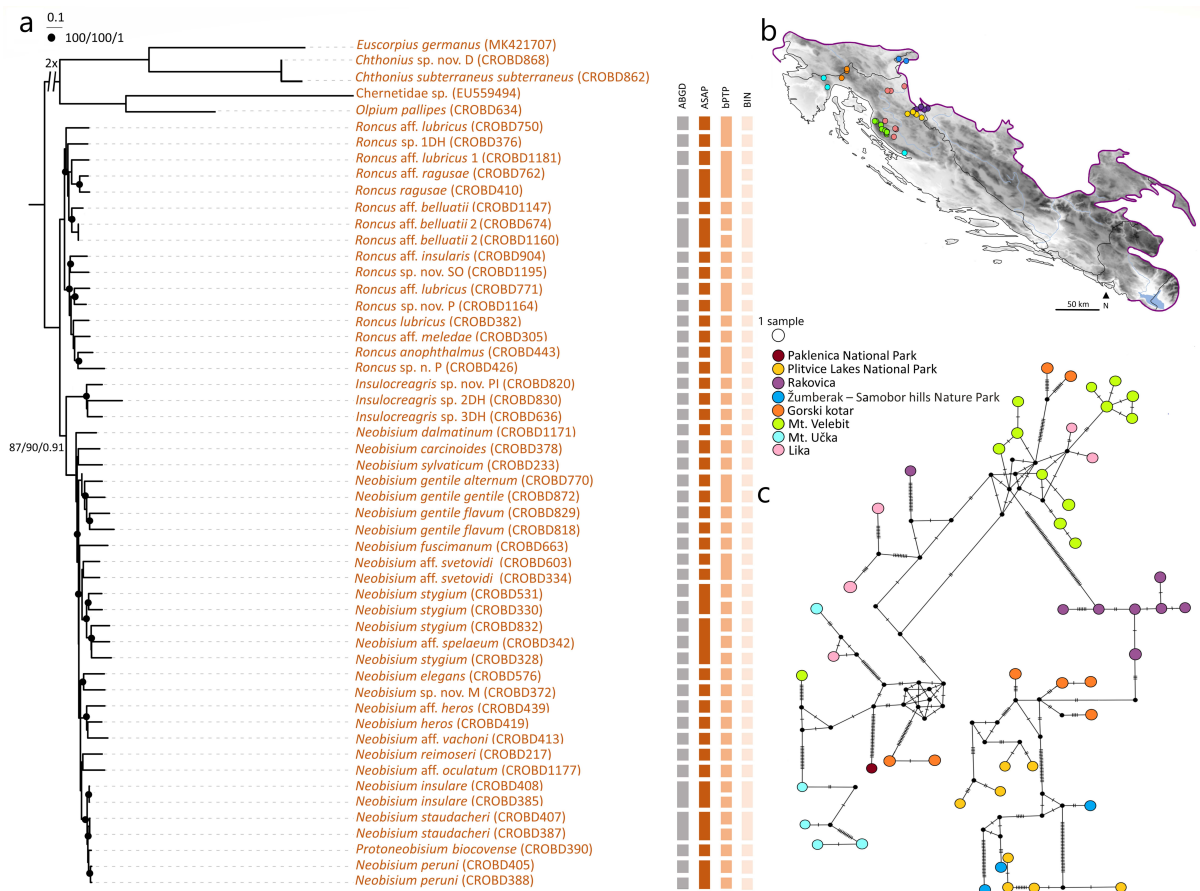 a
0.1
100/100/1
2x
87/90/0.91
Euscorpius germanus (MK421707)
Chthonius sp. nov. D (CROBD868)
Chthonius subterraneus subterraneus (CROBD862)
Chernetidae sp. (EU559494)
Olpium pallipes (CROBD634)
Roncus aff. lubricus (CROBD750)
Roncus sp. 1DH (CROBD376)
Roncus aff. lubricus 1 (CROBD1181)
Roncus aff. ragusae (CROBD762)
Roncus ragusae (CROBD410)
Roncus aff. belluatii (CROBD1147)
Roncus aff. belluatii 2 (CROBD674)
Roncus aff. belluatii 2 (CROBD1160)
Roncus aff. insularis (CROBD904)
Roncus sp. nov. SO (CROBD1195)
Roncus aff. lubricus (CROBD771)
Roncus sp. nov. P (CROBD1164)
Roncus lubricus (CROBD382)
Roncus aff. meledae (CROBD305)
Roncus anophthalmus (CROBD443)
Roncus sp. n. P (CROBD426)
Insulocreagris sp. nov. PI (CROBD820)
Insulocreagris sp. 2DH (CROBD830)
Insulocreagris sp. 3DH (CROBD636)
Neobisium dalmatinum (CROBD1171)
Neobisium carcinoides (CROBD378)
Neobisium sylvaticum (CROBD233)
Neobisium gentile alternum (CROBD770)
Neobisium gentile gentile (CROBD872)
Neobisium gentile flavum (CROBD829)
Neobisium gentile flavum (CROBD818)
Neobisium fuscimanum (CROBD663)
Neobisium aff. svetovidi (CROBD603)
Neobisium aff. svetovidi (CROBD334)
Neobisium stygium (CROBD531)
Neobisium stygium (CROBD330)
Neobisium stygium (CROBD832)
Neobisium aff. spelaeum (CROBD342)
Neobisium stygium (CROBD328)
Neobisium elegans (CROBD576)
Neobisium sp. nov. M (CROBD372)
Neobisium aff. heros (CROBD439)
Neobisium heros (CROBD419)
Neobisium aff. vachoni (CROBD413)
Neobisium reimoseri (CROBD217)
Neobisium aff. oculatum (CROBD1177)
Neobisium insulare (CROBD408)
Neobisium insulare (CROBD385)
Neobisium staudacheri (CROBD407)
Neobisium staudacheri (CROBD387)
Protoneobisium biocovense (CROBD390)
Neobisium peruni (CROBD405)
Neobisium peruni (CROBD388)
ABGD
ASAP
bPTP
BIN
b
50 km
N
1 sample
Paklenica National Park
Plitvice Lakes National Park
Rakovica
Žumberak – Samobor hills Nature Park
Gorski kotar
Mt. Velebit
Mt. Učka
Lika
c